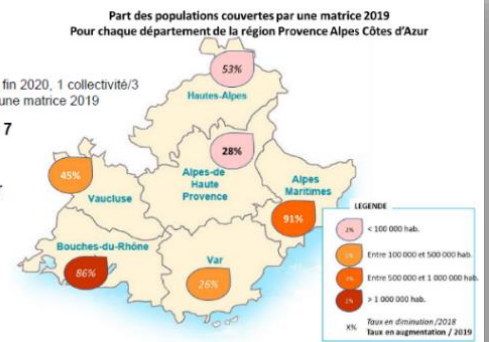 Part des populations couvertes par une matrice 2019
Pour chaque département de la région Provence Alpes Côtes d'Azur
fin 2020, 1 collectivité/3
une matrice 2019
7
53%
Hautes-Alpes
28%
Alpes-de
Haute
Provence
45%
Vaucluse
Alpes
Maritimes
91%
Bouches-du-Rhône
86%
Var
26%
LEGENDE
< 100 000 hab.
Entre 100 000 et 500 000 hab.
Entre 500 000 et 1 000 000 hab.
> 1 000 000 hab.
X%
Taux en diminution /2018
Taux en augmentation / 2019